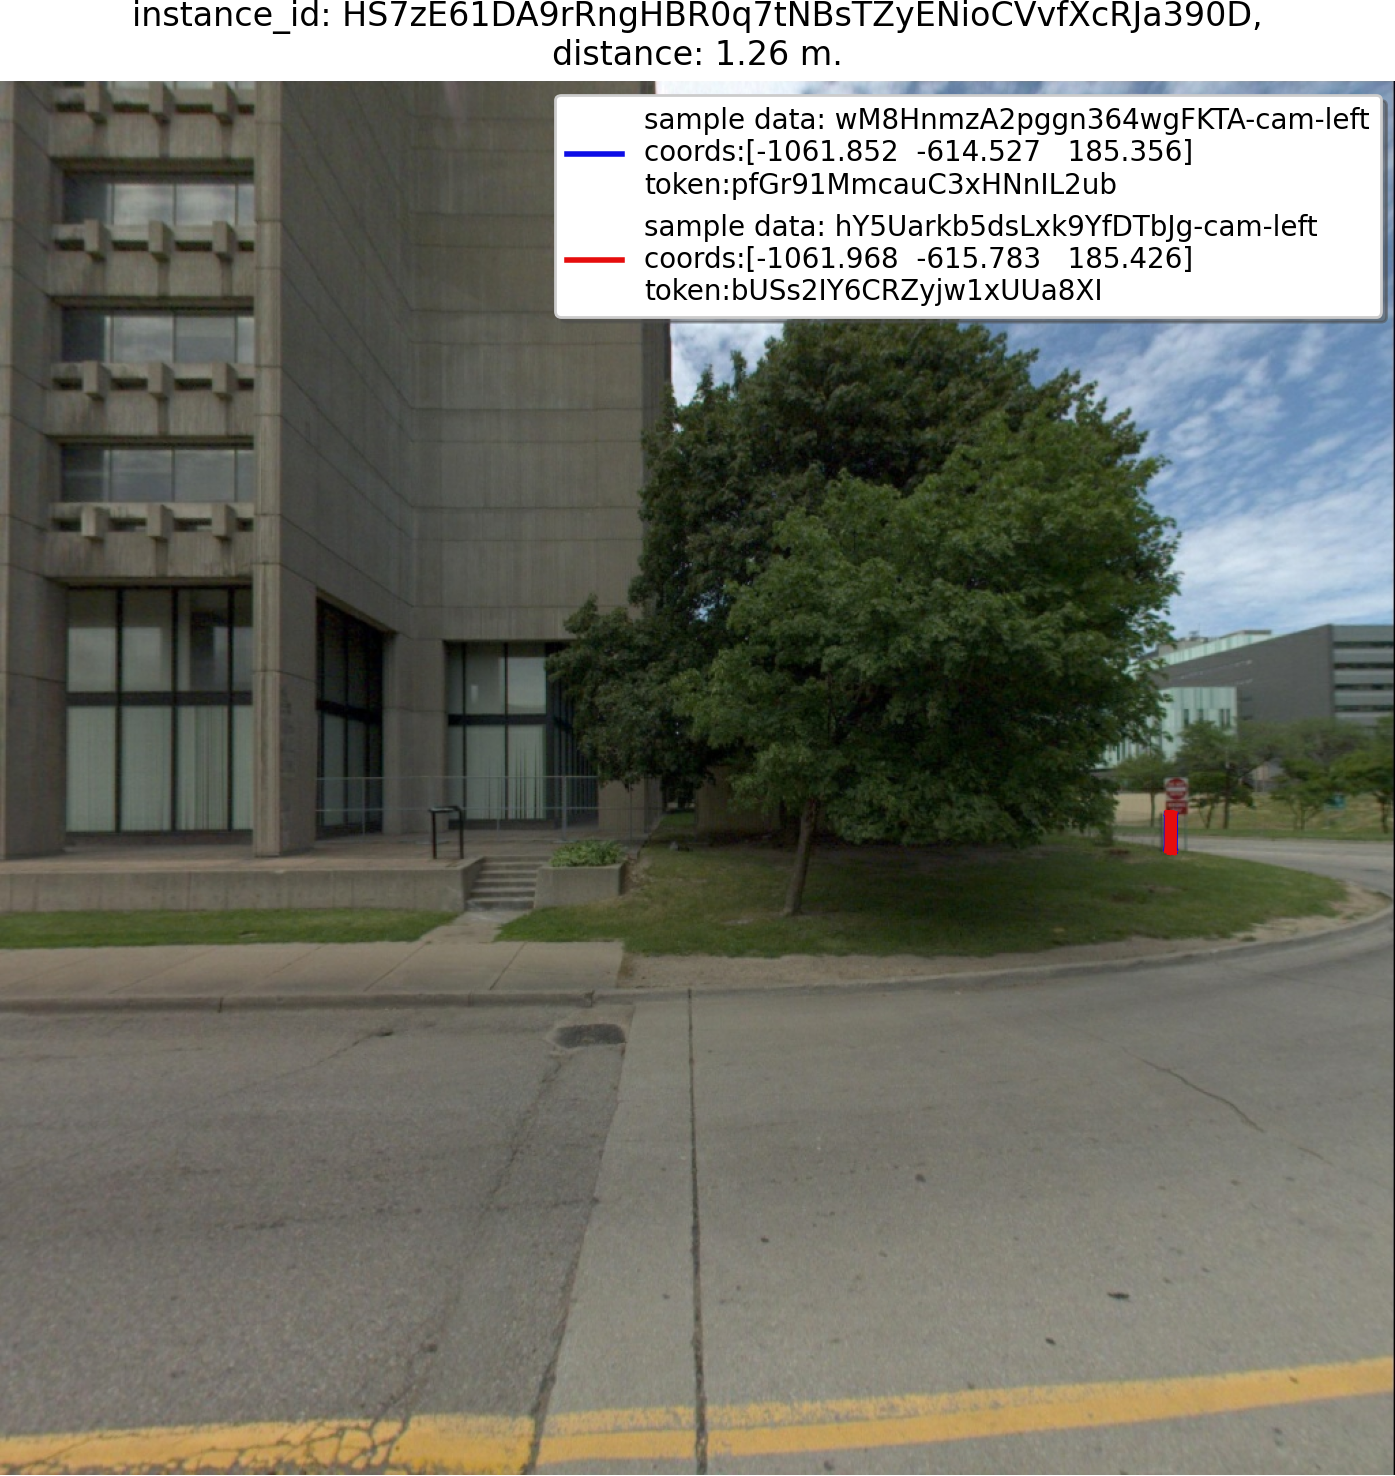 instance_id: HS7zE61DA9rRngHBR0q7tNBsTZyENioCVvfXcRJa390D,
distance: 1.26 m.
sample data: wM8HnmzA2pggn364wgFKTA-cam-left
coords:[-1061.852 -614.527 185.356]
token:pfGr91MmcauC3xHNnIL2ub
sample data: hY5Uarkb5dsLxk9YfDTbJg-cam-left
coords:[-1061.968 -615.783 185.426]
token:bUSs2IY6CRZyjw1xUUa8XI